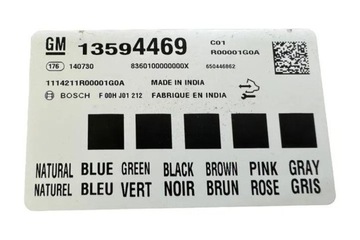 GM 13594469 C01
R00001G0A
176 140730 8360100000000X 650446862
1114211R00001G0A MADE IN INDIA
BOSCH F 00H J01 212 FABRIQUE EN INDIA
NATURAL BLUE GREEN BLACK BROWN PINK GRAY
NATUREL BLEU VERT NOIR BRUN ROSE GRIS